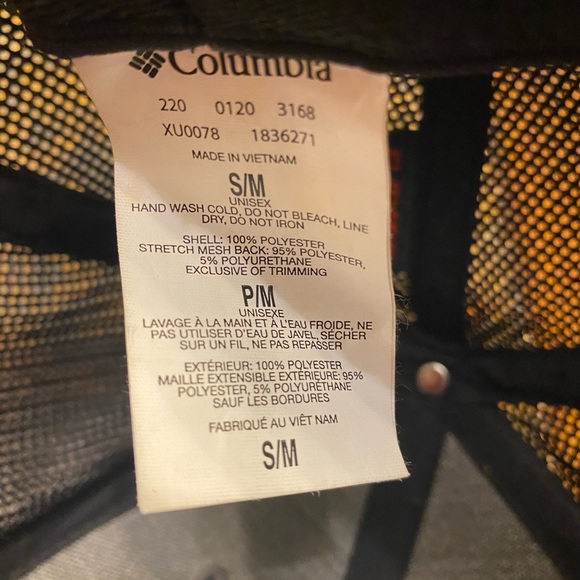 Columbia
220 0120 3168
XU0078 1836271
MADE IN VIETNAM
S/M
UNISEX
HAND WASH COLD, DO NOT BLEACH, LINE
DRY, DO NOT IRON
SHELL: 100% POLYESTER
STRETCH MESH BACK: 95% POLYESTER,
5% POLYURETHANE
EXCLUSIVE OF TRIMMING
P/M
UNISEXE
LAVAGE À LA MAIN ET À L'EAU FROIDE, NE
PAS UTILISER D'EAU DE JAVEL, SÉCHER
SUR UN FIL, NE PAS REPASSER
EXTÉRIEUR: 100% POLYESTER
MAILLE EXTENSIBLE EXTÉRIEURE: 95%
POLYESTER, 5% POLYURÉTHANE
SAUF LES BORDURES
FABRIQUÉ AU VIÊT NAM
S/M